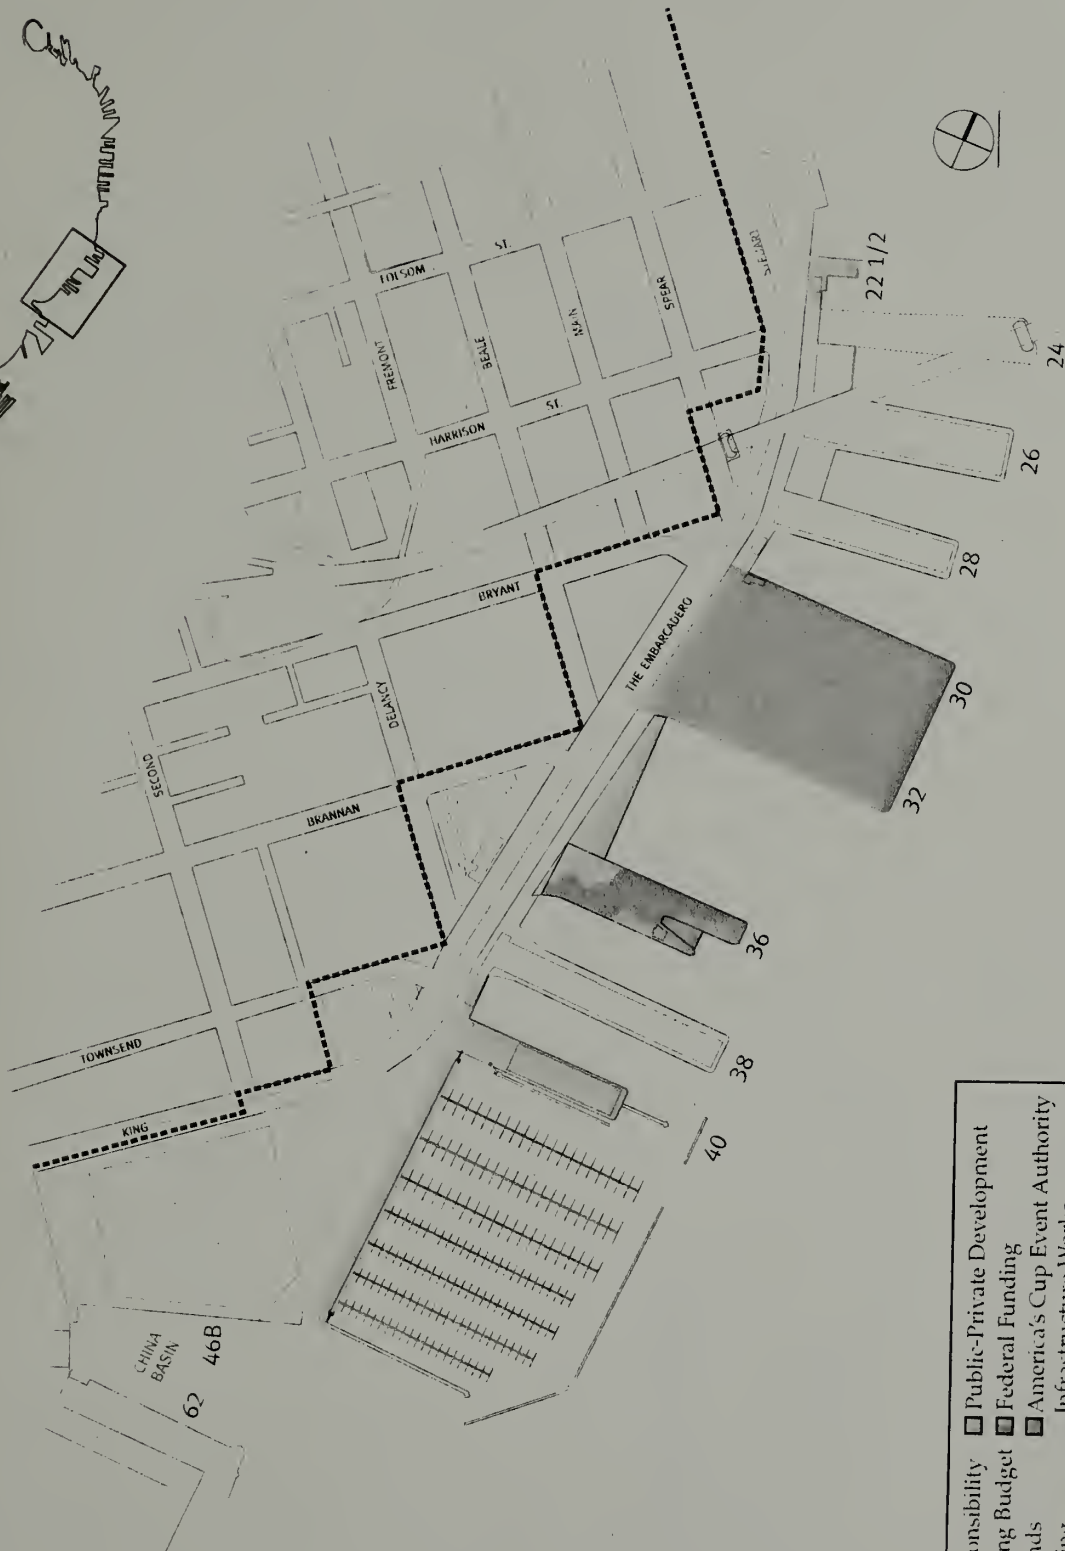 FOLSOM
ST.
FREMONT
BEALE
MAIN
SPEAR
HARRISON
ST.
BRYANT
DELANCY
SECOND
BRANNAN
TOWNSEND
KING
THE EMBARCADERO
CHINA
BASIN
22 1/2
24
26
28
30
32
36
38
40
46B
62
onsibility □ Public-Private Development
ng Budget □ Federal Funding
nds □ America's Cup Event Authority